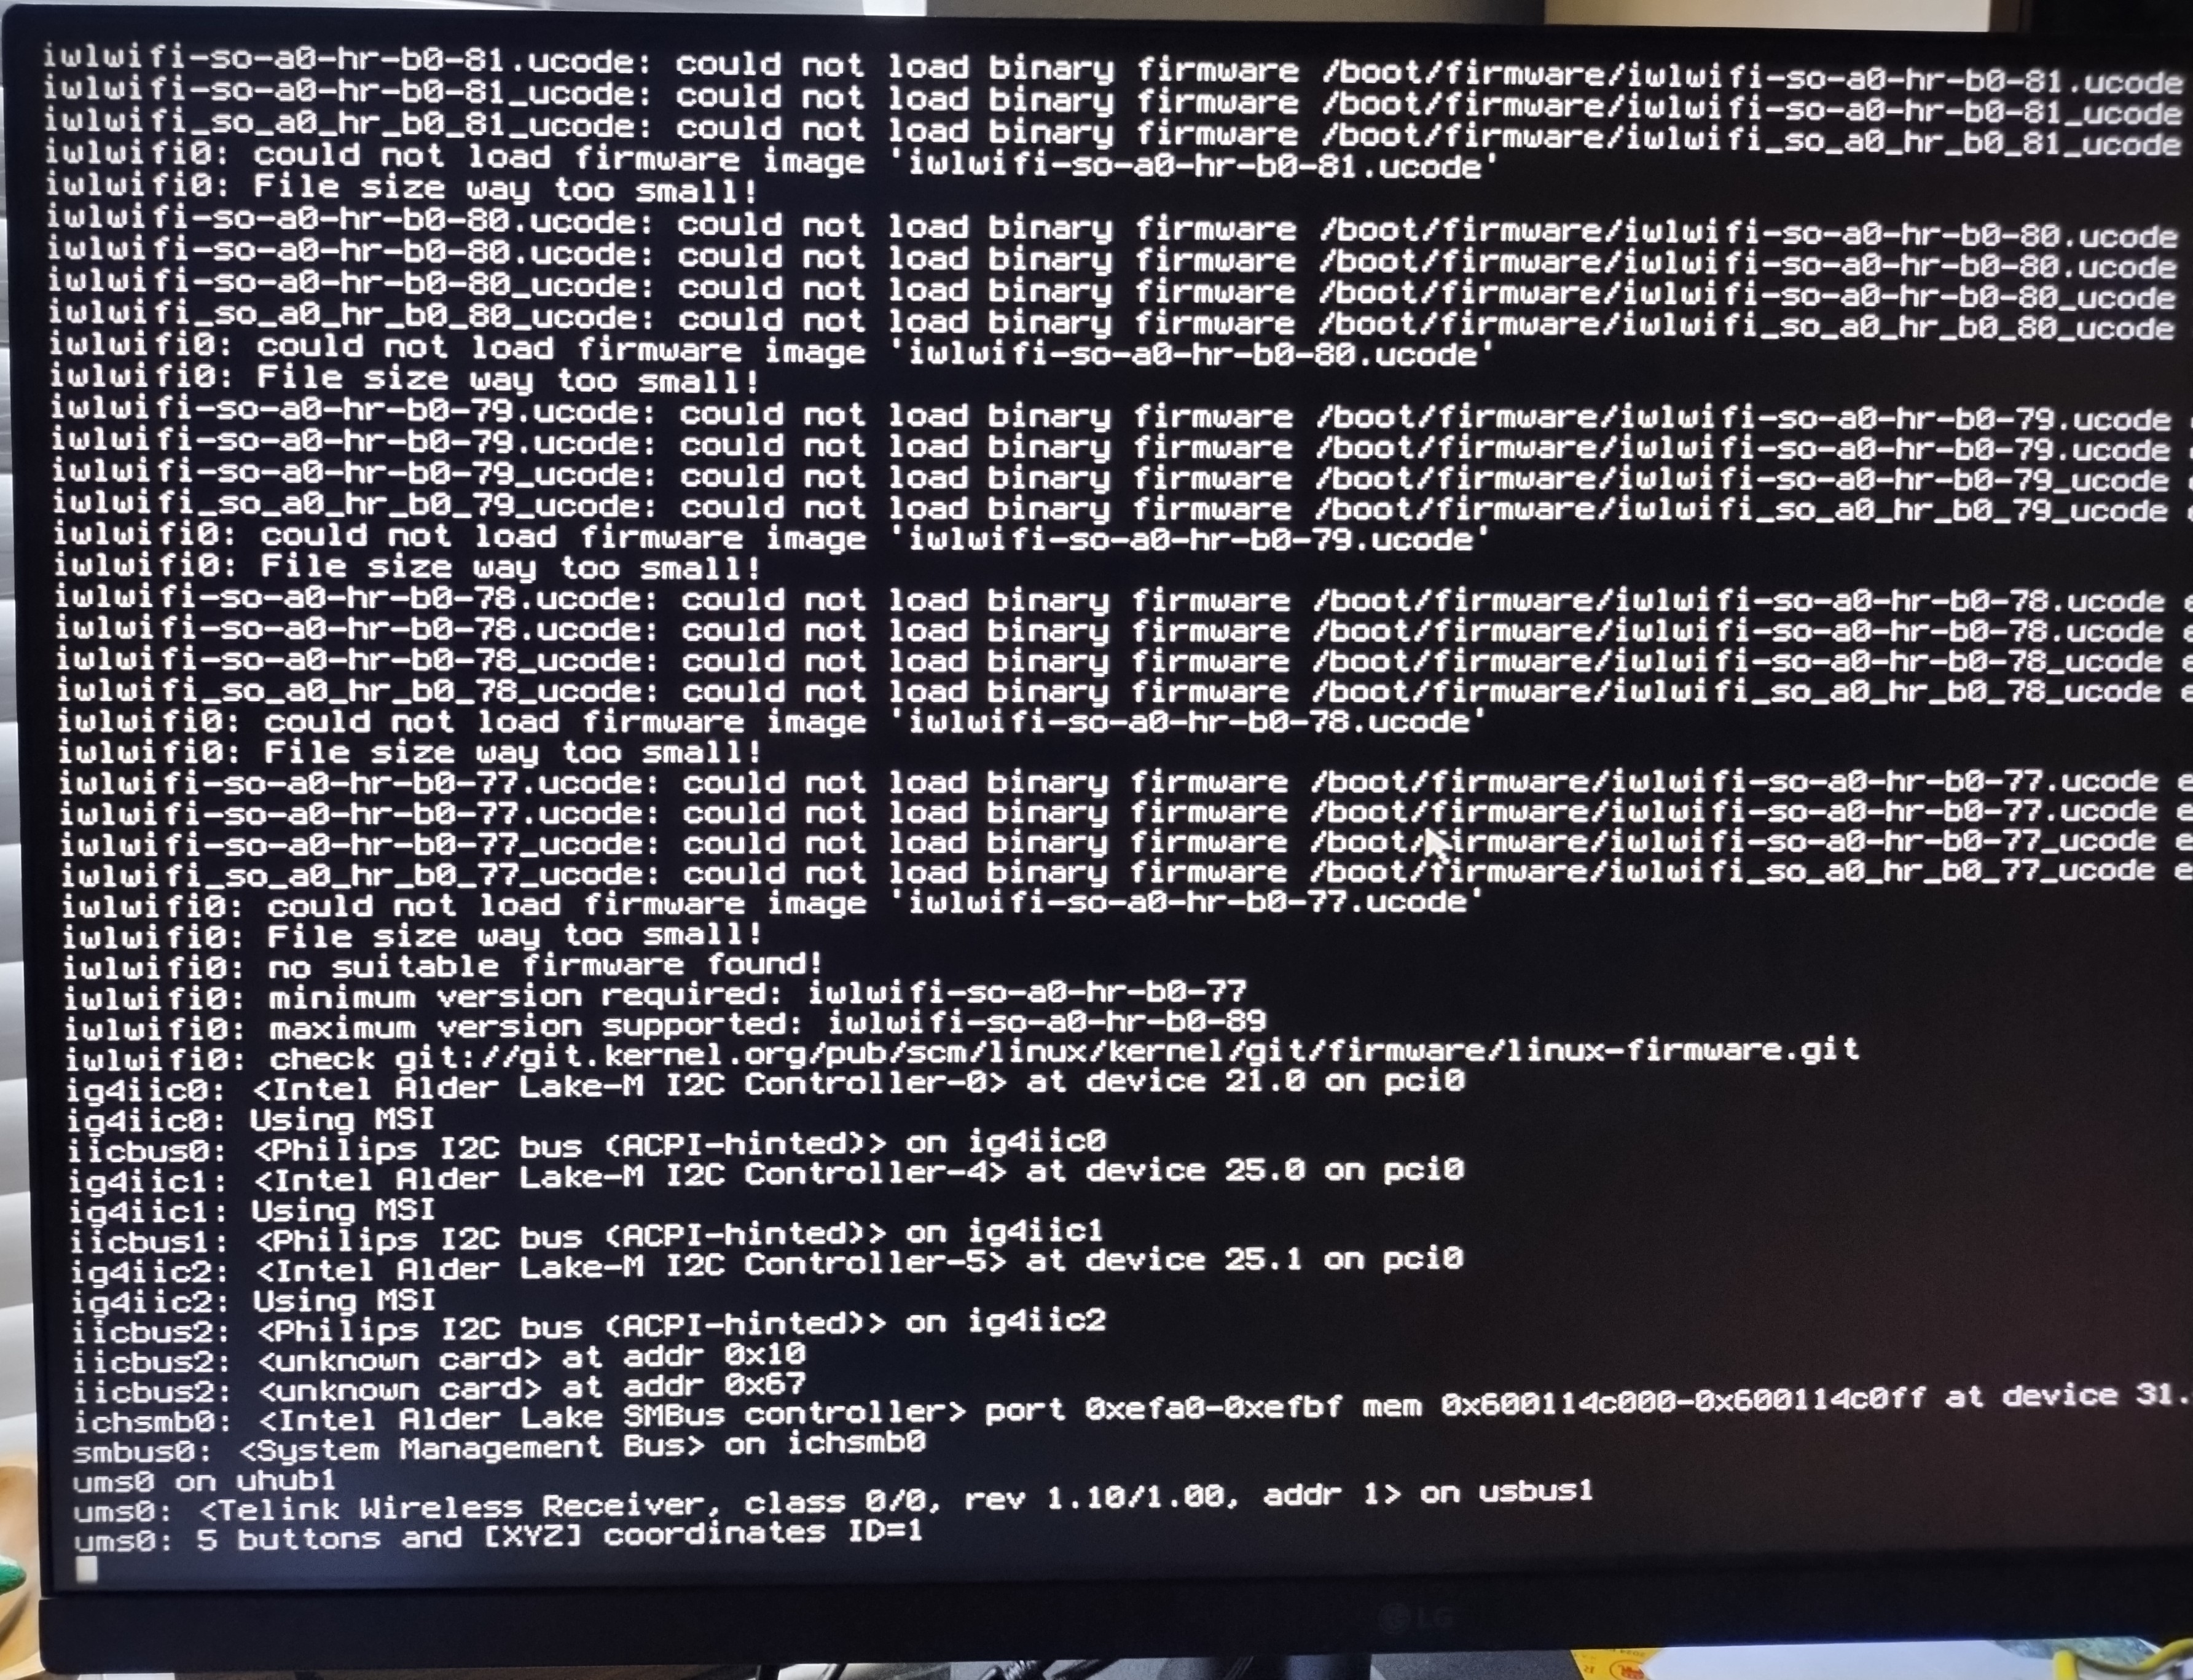 iwlwifi-so-a0-hr-b0-81.ucode: could not load binary firmware /boot/firmware/iwlwifi-so-a0-hr-b0-81.ucode
iwlwifi-so-a0-hr-b0-81_ucode: could not load binary firmware /boot/firmware/iwlwifi-so-a0-hr-b0-81_ucode
iwlwifi_so_a0_hr_b0_81_ucode: could not load binary firmware /boot/firmware/iwlwifi_so_a0_hr_b0_81_ucode
iwlwifi0: could not load firmware image 'iwlwifi-so-a0-hr-b0-81.ucode'
iwlwifi0: File size way too small!
iwlwifi-so-a0-hr-b0-80.ucode: could not load binary firmware /boot/firmware/iwlwifi-so-a0-hr-b0-80.ucode
iwlwifi-so-a0-hr-b0-80.ucode: could not load binary firmware /boot/firmware/iwlwifi-so-a0-hr-b0-80.ucode
iwlwifi-so-a0-hr-b0-80_ucode: could not load binary firmware /boot/firmware/iwlwifi-so-a0-hr-b0-80_ucode
iwlwifi_so_a0_hr_b0_80_ucode: could not load binary firmware /boot/firmware/iwlwifi_so_a0_hr_b0_80_ucode
iwlwifi0: could not load firmware image 'iwlwifi-so-a0-hr-b0-80.ucode'
iwlwifi0: File size way too small!
iwlwifi-so-a0-hr-b0-79.ucode: could not load binary firmware /boot/firmware/iwlwifi-so-a0-hr-b0-79.ucode
iwlwifi-so-a0-hr-b0-79.ucode: could not load binary firmware /boot/firmware/iwlwifi-so-a0-hr-b0-79.ucode
iwlwifi-so-a0-hr-b0-79_ucode: could not load binary firmware /boot/firmware/iwlwifi-so-a0-hr-b0-79_ucode
iwlwifi_so_a0_hr_b0_79_ucode: could not load binary firmware /boot/firmware/iwlwifi_so_a0_hr_b0_79_ucode
iwlwifi0: could not load firmware image 'iwlwifi-so-a0-hr-b0-79.ucode'
iwlwifi0: File size way too small!
iwlwifi-so-a0-hr-b0-78.ucode: could not load binary firmware /boot/firmware/iwlwifi-so-a0-hr-b0-78.ucode e
iwlwifi-so-a0-hr-b0-78.ucode: could not load binary firmware /boot/firmware/iwlwifi-so-a0-hr-b0-78.ucode e
iwlwifi-so-a0-hr-b0-78_ucode: could not load binary firmware /boot/firmware/iwlwifi-so-a0-hr-b0-78_ucode e
iwlwifi_so_a0_hr_b0_78_ucode: could not load binary firmware /boot/firmware/iwlwifi_so_a0_hr_b0_78_ucode e
iwlwifi0: could not load firmware image 'iwlwifi-so-a0-hr-b0-78.ucode'
iwlwifi0: File size way too small!
iwlwifi-so-a0-hr-b0-77.ucode: could not load binary firmware /boot/firmware/iwlwifi-so-a0-hr-b0-77.ucode e
iwlwifi-so-a0-hr-b0-77.ucode: could not load binary firmware /boot/firmware/iwlwifi-so-a0-hr-b0-77.ucode e
iwlwifi-so-a0-hr-b0-77_ucode: could not load binary firmware /boot/firmware/iwlwifi-so-a0-hr-b0-77_ucode e
iwlwifi_so_a0_hr_b0_77_ucode: could not load binary firmware /boot/firmware/iwlwifi_so_a0_hr_b0_77_ucode e
iwlwifi0: could not load firmware image 'iwlwifi-so-a0-hr-b0-77.ucode'
iwlwifi0: File size way too small!
iwlwifi0: no suitable firmware found!
iwlwifi0: minimum version required: iwlwifi-so-a0-hr-b0-77
iwlwifi0: maximum version supported: iwlwifi-so-a0-hr-b0-89
iwlwifi0: check git://git.kernel.org/pub/scm/linux/kernel/git/firmware/linux-firmware.git
ig4iic0: <Intel Alder Lake-M I2C Controller-0> at device 21.0 on pci0
ig4iic0: Using MSI
iicbus0: <Philips I2C bus (ACPI-hinted)> on ig4iic0
ig4iic1: <Intel Alder Lake-M I2C Controller-4> at device 25.0 on pci0
ig4iic1: Using MSI
iicbus1: <Philips I2C bus (ACPI-hinted)> on ig4iic1
ig4iic2: <Intel Alder Lake-M I2C Controller-5> at device 25.1 on pci0
ig4iic2: Using MSI
iicbus2: <Philips I2C bus (ACPI-hinted)> on ig4iic2
iicbus2: <unknown card> at addr 0x10
iicbus2: <unknown card> at addr 0x67
ichsmb0: <Intel Alder Lake SMBus controller> port 0xefa0-0xefbf mem 0x600114c000-0x600114c0ff at device 31.
smbus0: <System Management Bus> on ichsmb0
ums0 on uhub1
ums0: <Telink Wireless Receiver, class 0/0, rev 1.10/1.00, addr 1> on usbus1
ums0: 5 buttons and [XYZ] coordinates ID=1
LG